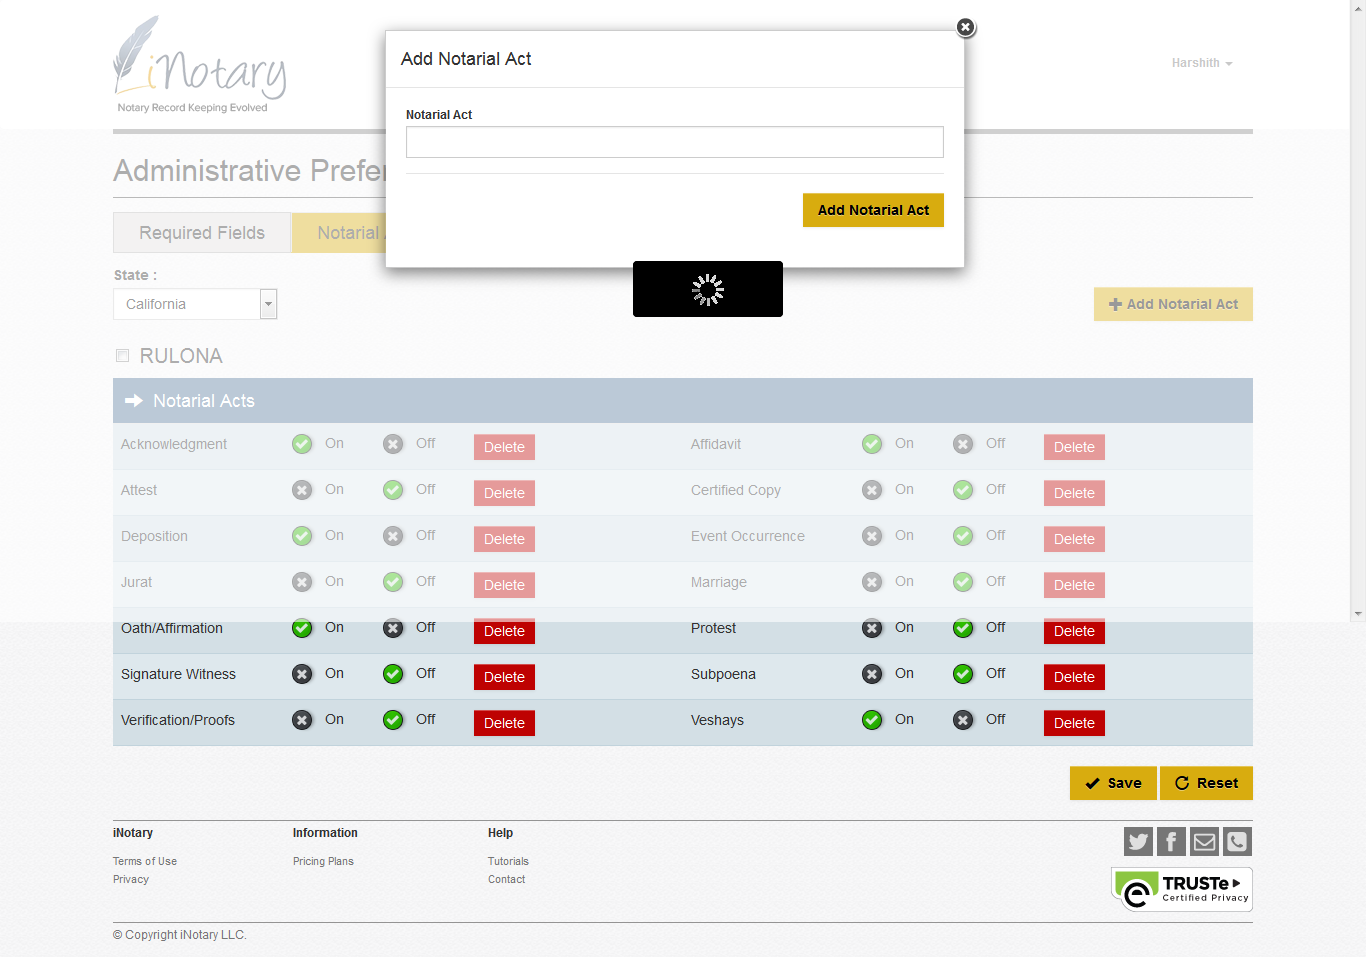 iNotary
Notary Record Keeping Evolved
Harshith
Add Notarial Act
Notarial Act
Add Notarial Act
Administrative Prefer
Required Fields
Notarial
State :
California
Add Notarial Act
RULONA
Notarial Acts
Acknowledgment On Off Delete Affidavit On Off Delete
Attest On Off Delete Certified Copy On Off Delete
Deposition On Off Delete Event Occurrence On Off Delete
Jurat On Off Delete Marriage On Off Delete
Oath/Affirmation On Off Delete Protest On Off Delete
Signature Witness On Off Delete Subpoena On Off Delete
Verification/Proofs On Off Delete Veshays On Off Delete
Save Reset
iNotary Information Help
Terms of Use Pricing Plans Tutorials
Privacy Contact
TRUSTe
Certified Privacy
© Copyright iNotary LLC.